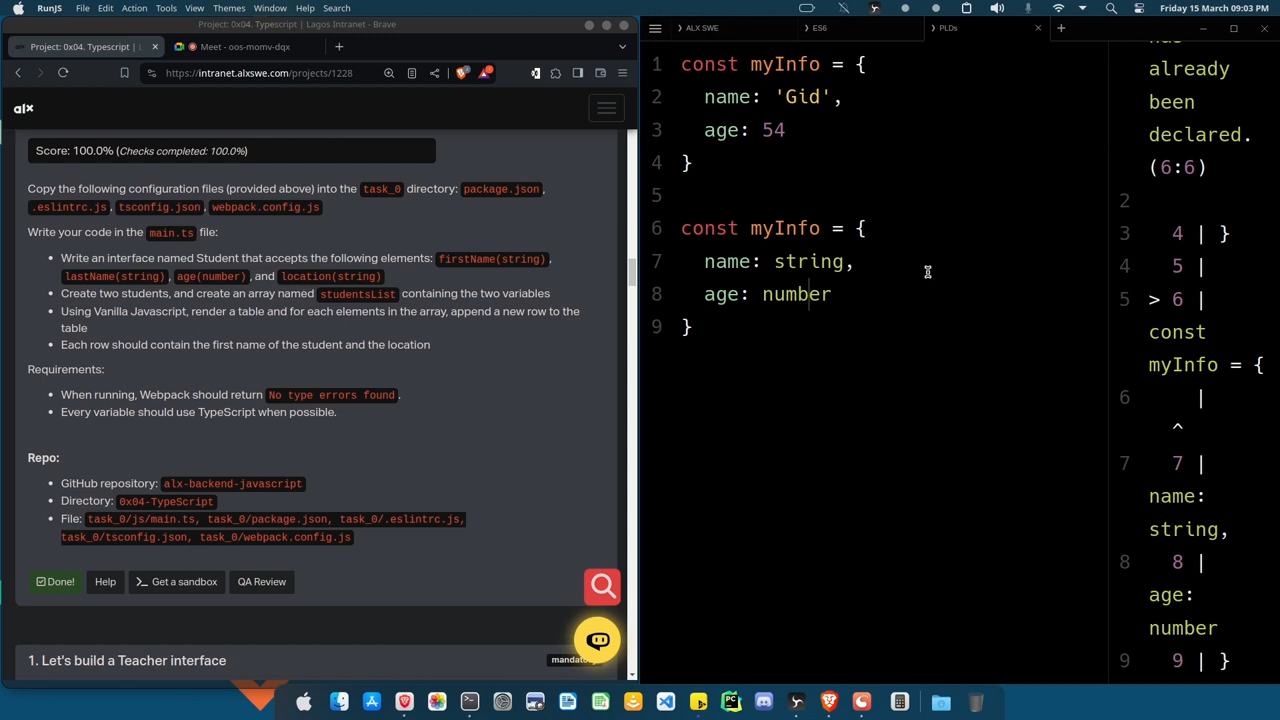 RunJS File Edit Action Tools View Themes Window Help Search
Friday 15 March 09:03 PM
Project: 0x04. Typescript | Lagos Intranet - Brave
Project: 0x04. Typescript | L
Meet - oos-momv-dqx
https://intranet.alxswe.com/projects/1228
alx
Score: 100.0% (Checks completed: 100.0%)
Copy the following configuration files (provided above) into the task_0 directory: package.json,
.eslintrc.js, tsconfig.json, webpack.config.js
Write your code in the main.ts file:
• Write an interface named Student that accepts the following elements: firstName(string),
lastName(string), age(number), and location(string)
• Create two students, and create an array named studentsList containing the two variables
• Using Vanilla Javascript, render a table and for each elements in the array, append a new row to the
table
• Each row should contain the first name of the student and the location
Requirements:
• When running, Webpack should return No type errors found.
• Every variable should use TypeScript when possible.
Repo:
• GitHub repository: alx-backend-javascript
• Directory: 0x04-TypeScript
• File: task_0/js/main.ts, task_0/package.json, task_0/.eslintrc.js,
task_0/tsconfig.json, task_0/webpack.config.js
Done! Help >_ Get a sandbox QA Review
1. Let's build a Teacher interface
ALX SWE
ES6
PLDs
1 const myInfo = {
2 name: 'Gid',
3 age: 54
4 }
5
6 const myInfo = {
7 name: string,
8 age: number
9 }
already
been
declared.
(6:6)
2
3 4 | }
4 5 |
5 > 6 |
const
myInfo = {
6 |
^
7 7 |
name:
string,
8 8 |
age:
number
9 9 | }